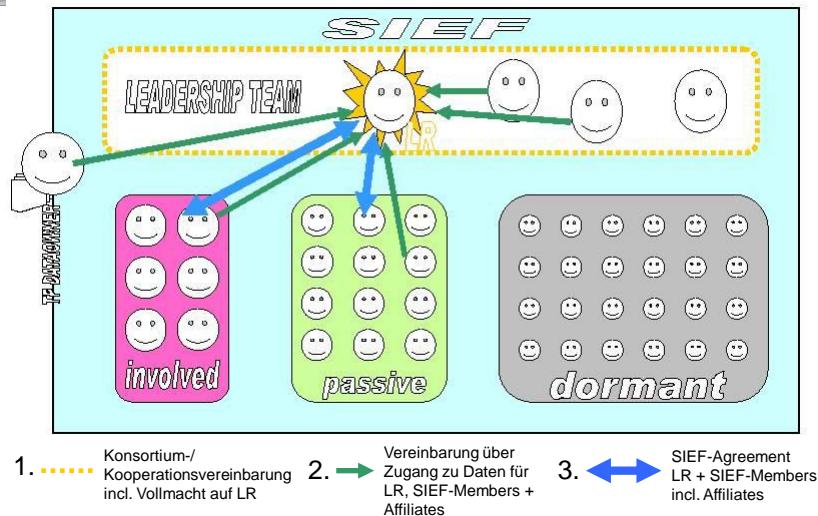 SIEF
LEADERSHIP TEAM
LR
TP DATAOWNER
involved
passive
dormant
1. Konsortium-/
Kooperationsvereinbarung
incl. Vollmacht auf LR
2. Vereinbarung über
Zugang zu Daten für
LR, SIEF-Members +
Affiliates
3. SIEF-Agreement
LR + SIEF-Members
incl. Affiliates